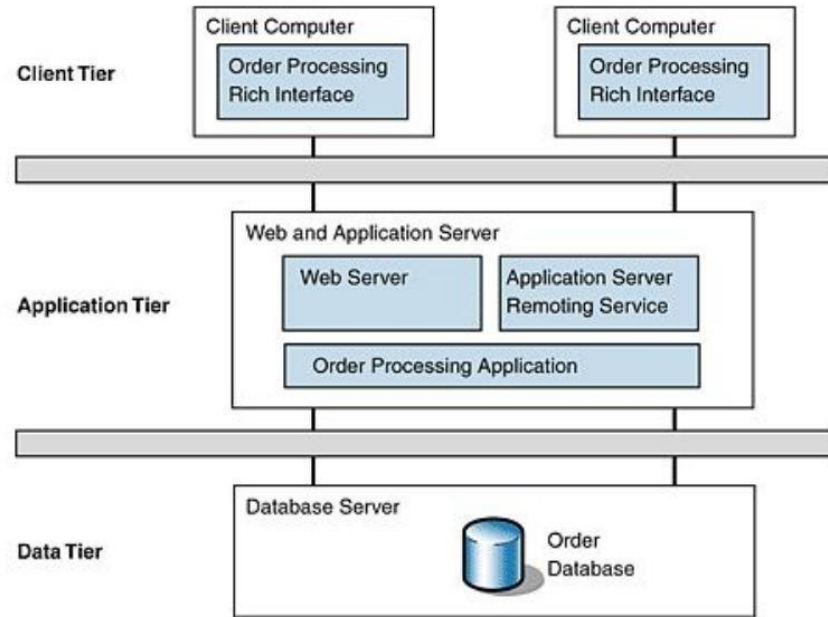 Client Computer
Client Computer
Client Tier
Order Processing
Rich Interface
Order Processing
Rich Interface
Web and Application Server
Web Server
Application Server
Remoting Service
Application Tier
Order Processing Application
Database Server
Data Tier
Order
Database